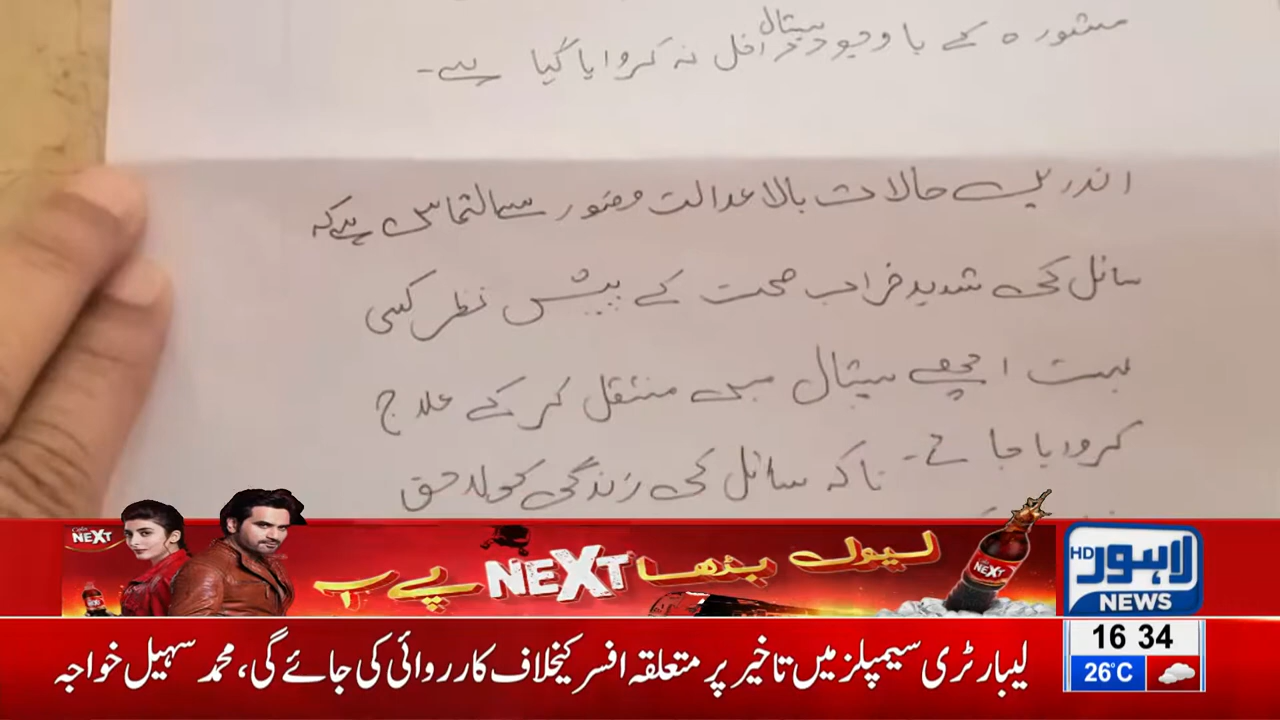 مشورہ کے باوجود ہسپتال داخل نہ کروایا گیا ہے۔
اندریں حالات بالا عدالت حضور سے التماس ہے کہ
سائل کی شدید خراب صحت کے پیش نظر کسی
بہت اچھے ہسپتال میں منتقل کر کے علاج
کروایا جائے۔ تاکہ سائل کی زندگی کو لاحق
Cola NEXT
لیول بندھا NEXT پے آ
NEXT
HD لاہور NEWS
16 34
26°C
لیبارٹری سیمپلز میں تاخیر پر متعلقہ افسر کیخلاف کارروائی کی جائے گی، محمد سہیل خواجہ